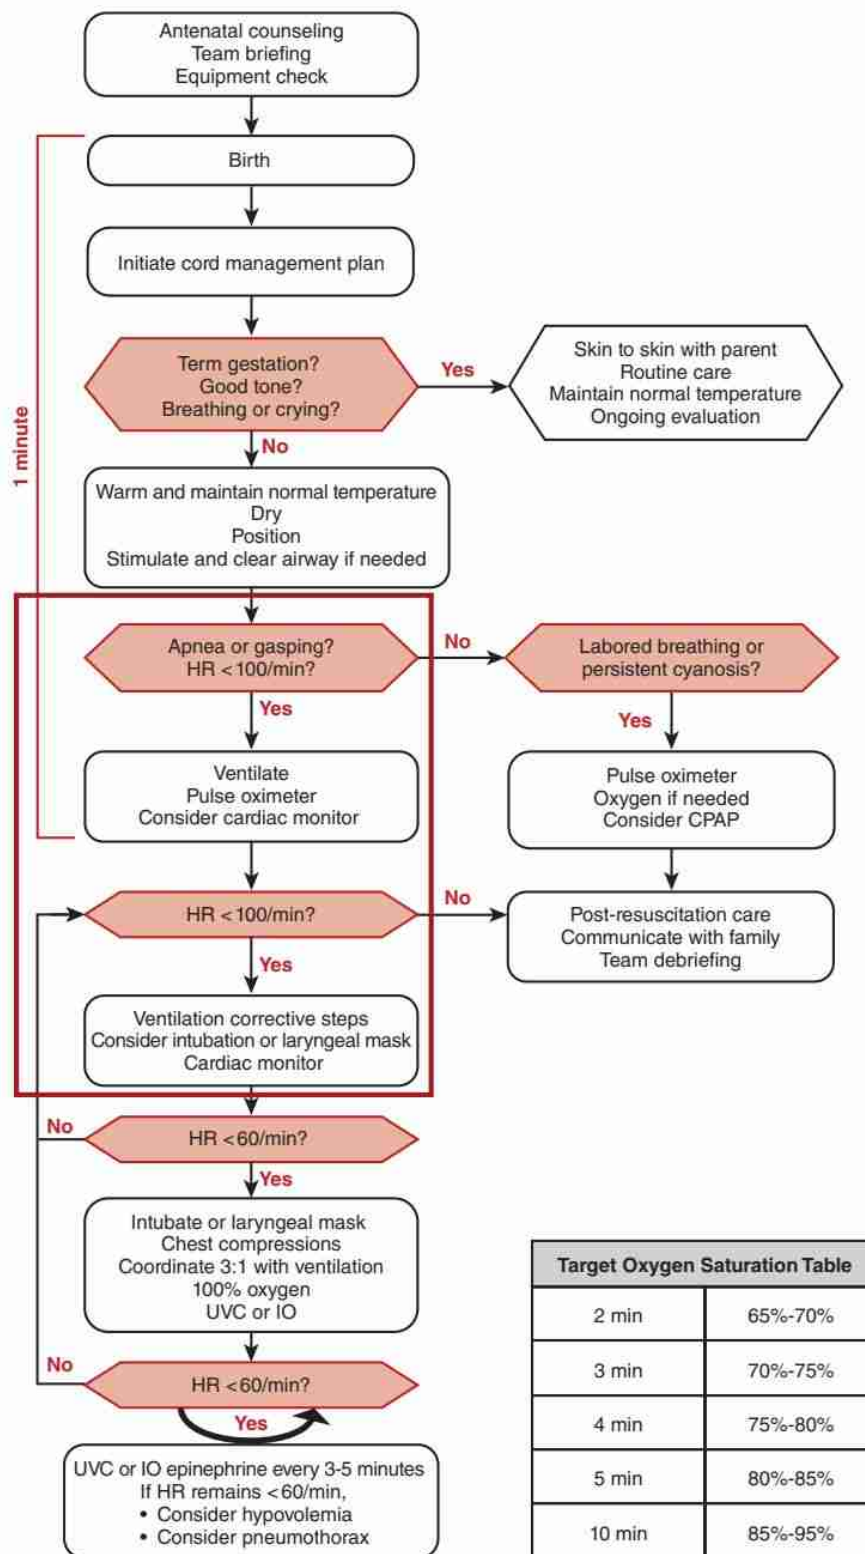 Antenatal counseling
Team briefing
Equipment check
Birth
Initiate cord management plan
Term gestation?
Good tone?
Breathing or crying?
Yes
Skin to skin with parent
Routine care
Maintain normal temperature
Ongoing evaluation
No
1 minute
Warm and maintain normal temperature
Dry
Position
Stimulate and clear airway if needed
Apnea or gasping?
HR <100/min?
No
Labored breathing or
persistent cyanosis?
Yes
Yes
Ventilate
Pulse oximeter
Consider cardiac monitor
Pulse oximeter
Oxygen if needed
Consider CPAP
HR <100/min?
No
Post-resuscitation care
Communicate with family
Team debriefing
Yes
Ventilation corrective steps
Consider intubation or laryngeal mask
Cardiac monitor
No
HR <60/min?
Yes
Intubate or laryngeal mask
Chest compressions
Coordinate 3:1 with ventilation
100% oxygen
UVC or IO
No
HR <60/min?
Yes
UVC or IO epinephrine every 3-5 minutes
If HR remains <60/min,
• Consider hypovolemia
• Consider pneumothorax
Target Oxygen Saturation Table
2 min 65%-70%
3 min 70%-75%
4 min 75%-80%
5 min 80%-85%
10 min 85%-95%